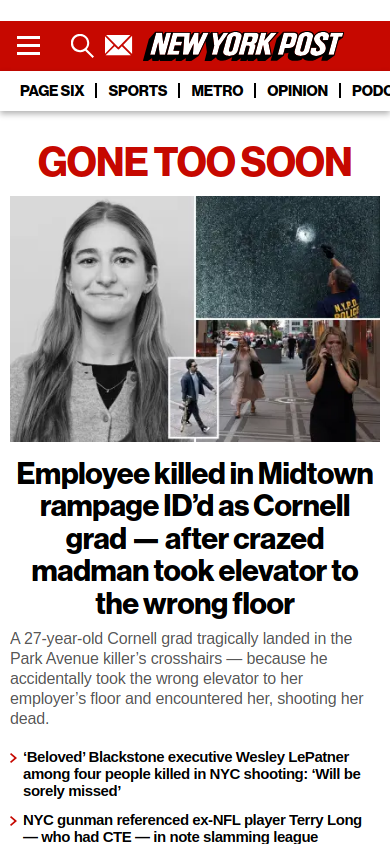 NEW YORK POST
PAGE SIX | SPORTS | METRO | OPINION | PODC
GONE TOO SOON
N.Y.P.D.
POLICE
Employee killed in Midtown
rampage ID’d as Cornell
grad — after crazed
madman took elevator to
the wrong floor
A 27-year-old Cornell grad tragically landed in the
Park Avenue killer’s crosshairs — because he
accidentally took the wrong elevator to her
employer’s floor and encountered her, shooting her
dead.
‘Beloved’ Blackstone executive Wesley LePatner
among four people killed in NYC shooting: ‘Will be
sorely missed’
NYC gunman referenced ex-NFL player Terry Long
— who had CTE — in note slamming league